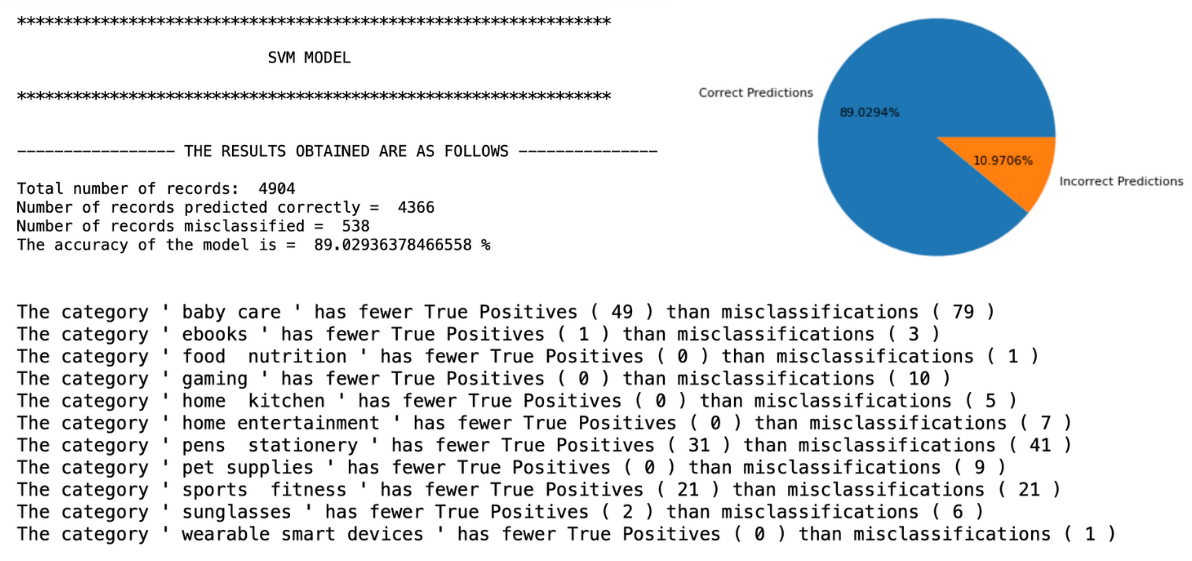 ****************************************************************
SVM MODEL
****************************************************************
----------------- THE RESULTS OBTAINED ARE AS FOLLOWS ---------------
Total number of records:  4904
Number of records predicted correctly =  4366
Number of records misclassified =  538
The accuracy of the model is =  89.02936378466558 %
Correct Predictions
89.0294%
10.9706%
Incorrect Predictions
The category ' baby care ' has fewer True Positives ( 49 ) than misclassifications ( 79 )
The category ' ebooks ' has fewer True Positives ( 1 ) than misclassifications ( 3 )
The category ' food  nutrition ' has fewer True Positives ( 0 ) than misclassifications ( 1 )
The category ' gaming ' has fewer True Positives ( 0 ) than misclassifications ( 10 )
The category ' home  kitchen ' has fewer True Positives ( 0 ) than misclassifications ( 5 )
The category ' home entertainment ' has fewer True Positives ( 0 ) than misclassifications ( 7 )
The category ' pens  stationery ' has fewer True Positives ( 31 ) than misclassifications ( 41 )
The category ' pet supplies ' has fewer True Positives ( 0 ) than misclassifications ( 9 )
The category ' sports  fitness ' has fewer True Positives ( 21 ) than misclassifications ( 21 )
The category ' sunglasses ' has fewer True Positives ( 2 ) than misclassifications ( 6 )
The category ' wearable smart devices ' has fewer True Positives ( 0 ) than misclassifications ( 1 )